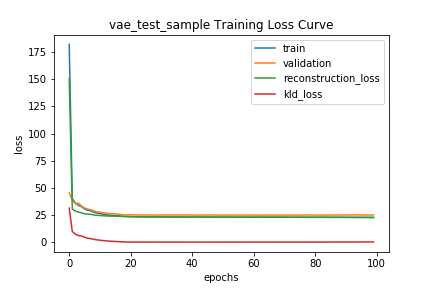 vae_test_sample Training Loss Curve
train
validation
reconstruction_loss
kld_loss
175
150
125
100
75
50
25
0
loss
0 20 40 60 80 100
epochs